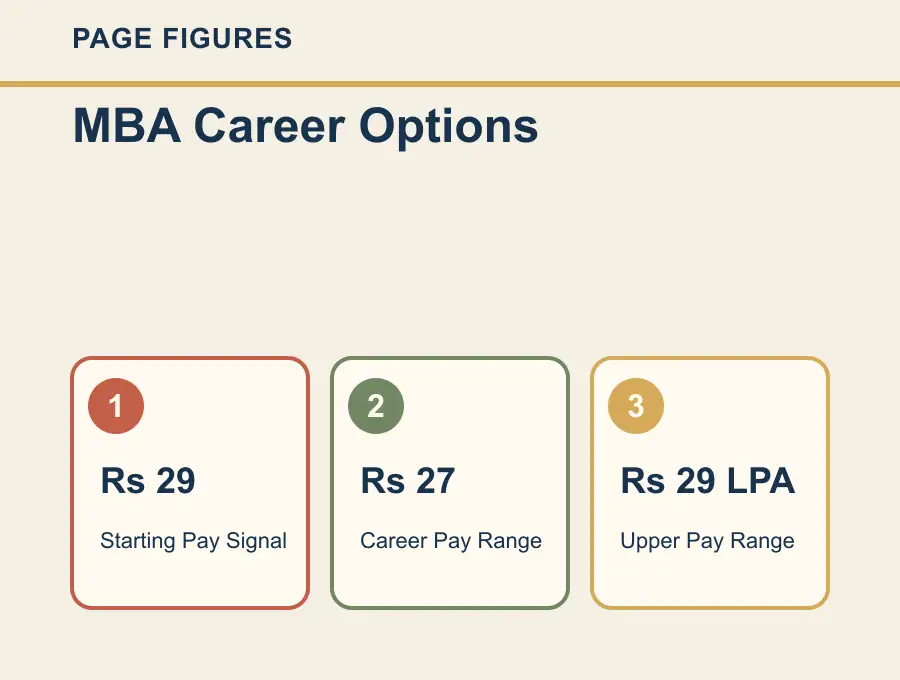 PAGE FIGURES
MBA Career Options
1
Rs 29
Starting Pay Signal
2
Rs 27
Career Pay Range
3
Rs 29 LPA
Upper Pay Range